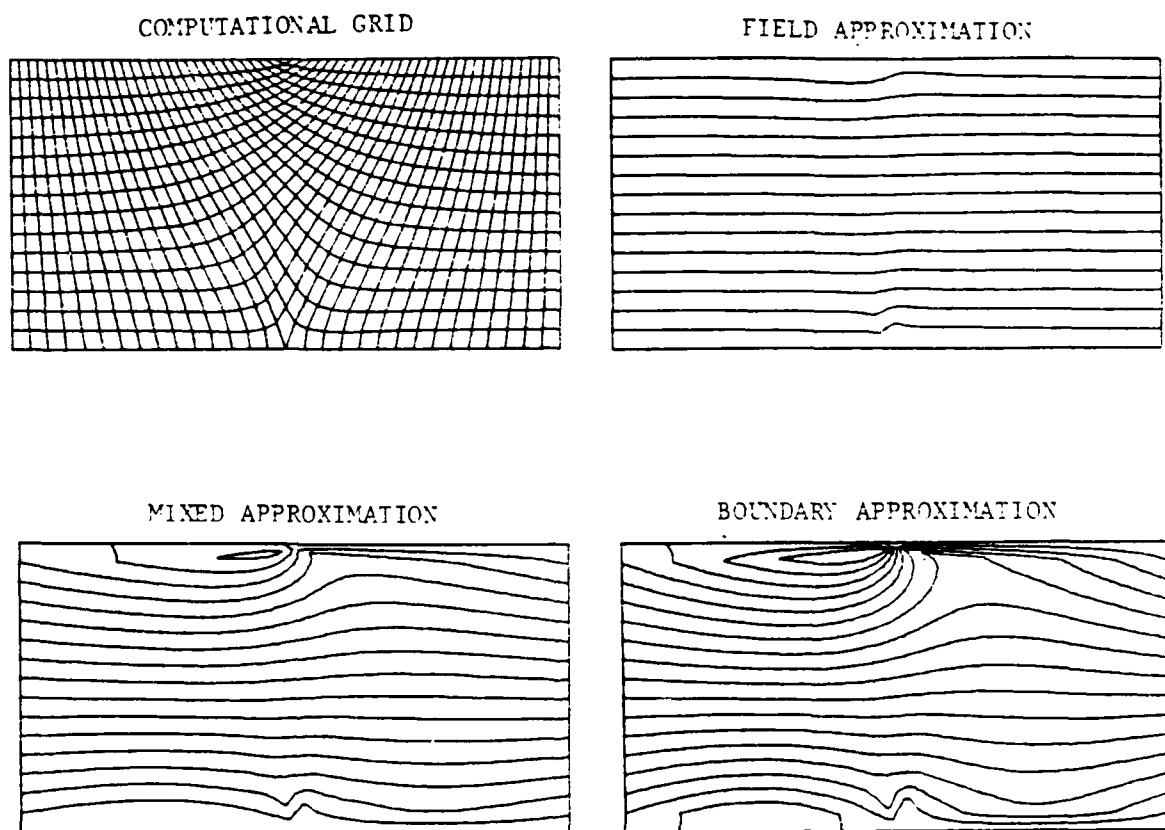 COMPUTATIONAL GRID
FIELD APPROXIMATION
MIXED APPROXIMATION
BOUNDARY APPROXIMATION